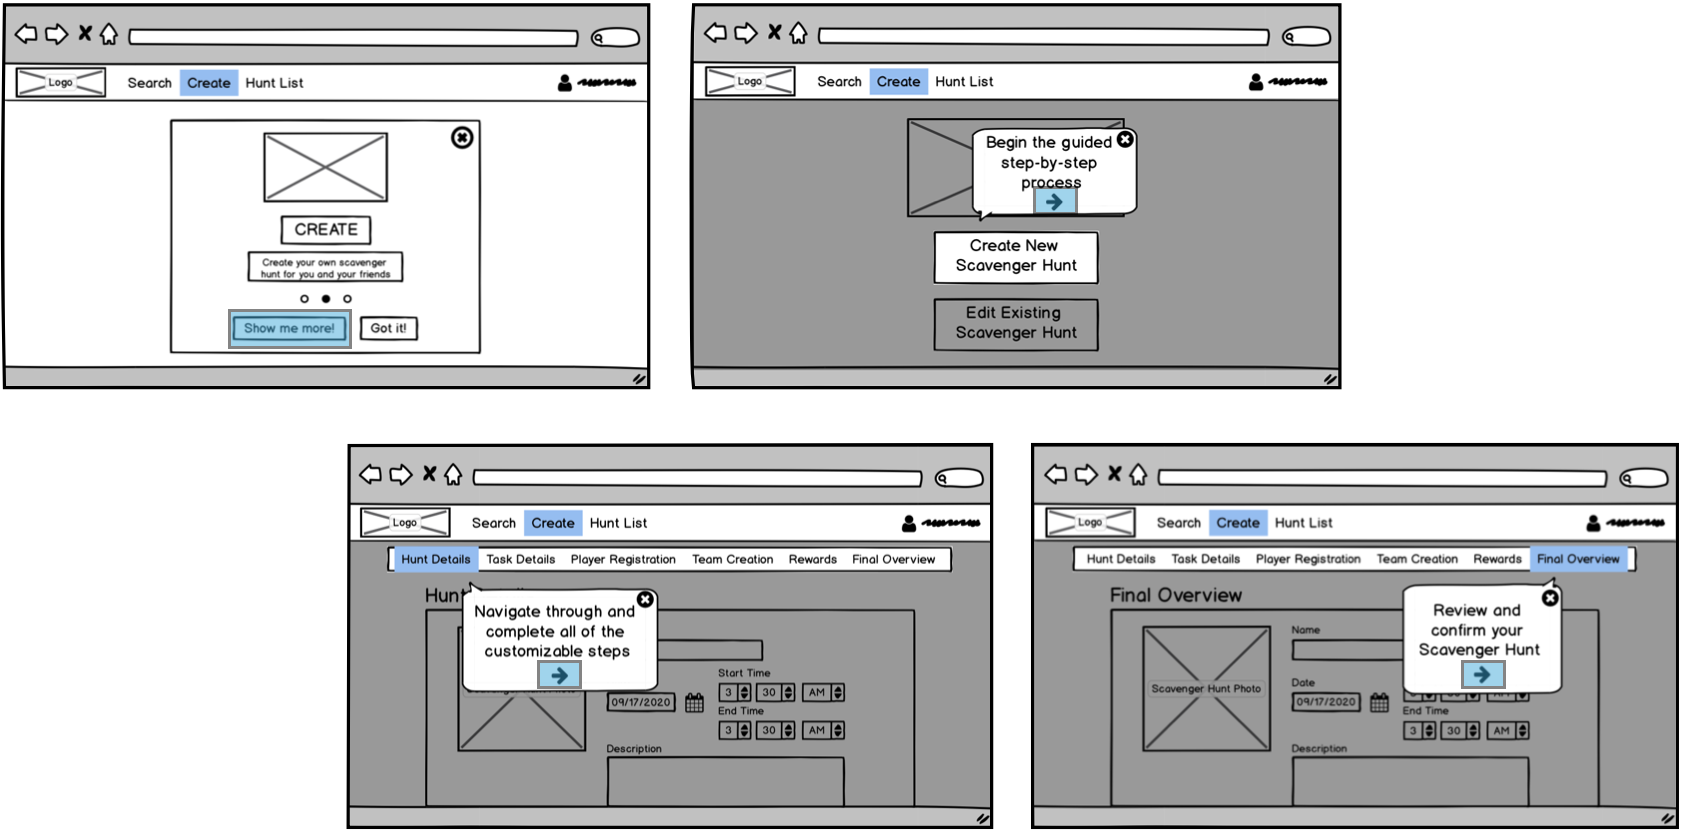 Logo
Search Create Hunt List
CREATE
Create your own scavenger
hunt for you and your friends
Show me more! Got it!
Logo
Search Create Hunt List
Begin the guided
step-by-step
process
Create New
Scavenger Hunt
Edit Existing
Scavenger Hunt
Logo
Search Create Hunt List
Hunt Details Task Details Player Registration Team Creation Rewards Final Overview
Navigate through and
complete all of the
customizable steps
Start Time
3 30 AM
09/17/2020
End Time
3 30 AM
Description
Logo
Search Create Hunt List
Hunt Details Task Details Player Registration Team Creation Rewards Final Overview
Final Overview
Review and
confirm your
Scavenger Hunt
Name
Scavenger Hunt Photo
Date
09/17/2020
End Time
3 30 AM
Description